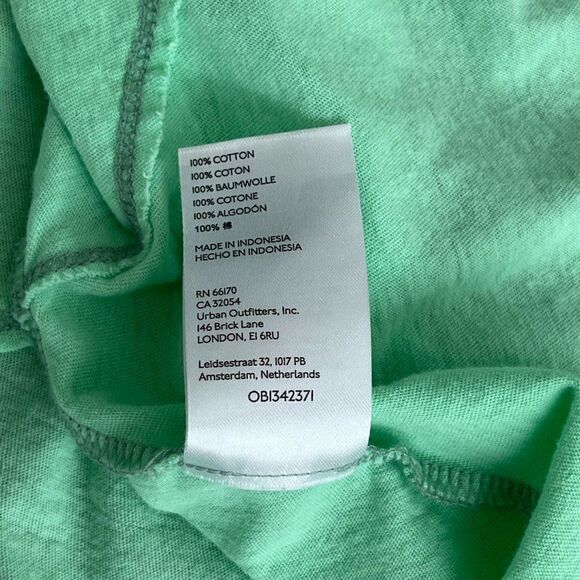 100% COTTON
100% COTON
100% BAUMWOLLE
100% COTONE
100% ALGODÓN
100% 棉
MADE IN INDONESIA
HECHO EN INDONESIA
RN 66170
CA 32054
Urban Outfitters, Inc.
146 Brick Lane
LONDON, E1 6RU
Leidsestraat 32, 1017 PB
Amsterdam, Netherlands
OB1342371